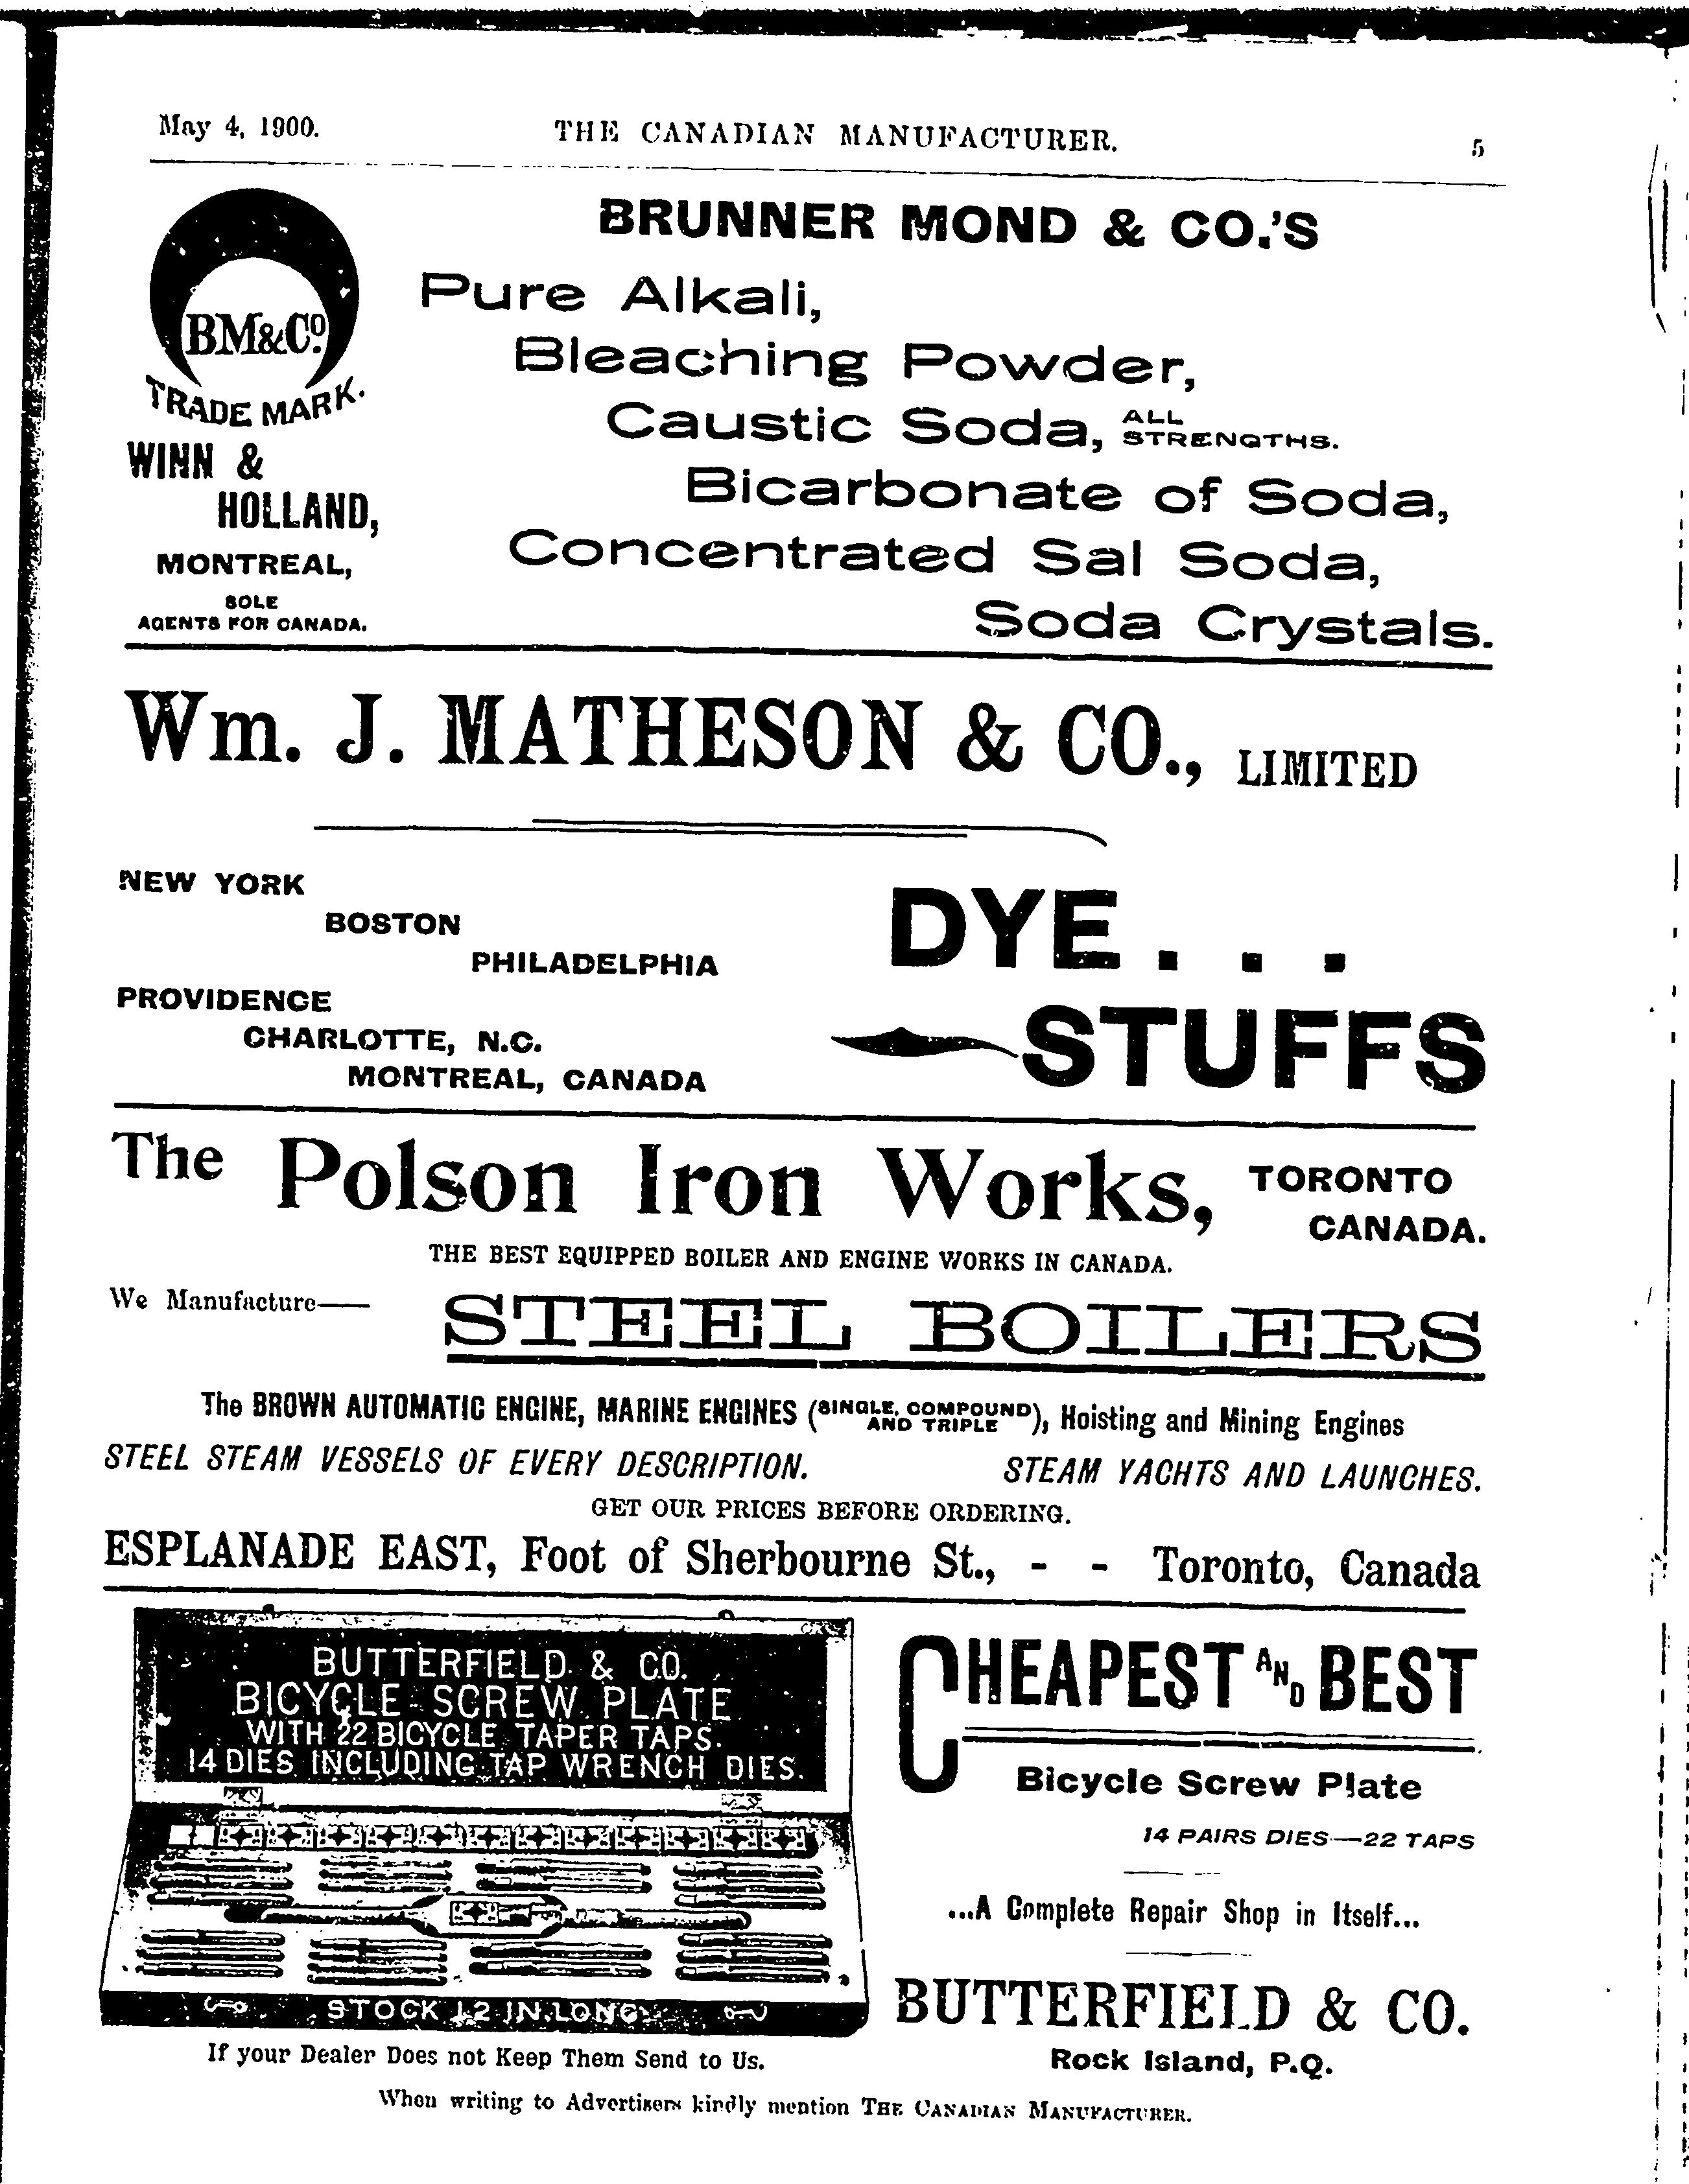 May 4, 1900.
THE CANADIAN MANUFACTURER.
5
BM&Co.
TRADE MARK.
WINN &
HOLLAND,
MONTREAL,
SOLE
AGENTS FOR CANADA.
BRUNNER MOND & CO.'S
Pure Alkali,
Bleaching Powder,
Caustic Soda, ALL STRENGTHS.
Bicarbonate of Soda,
Concentrated Sal Soda,
Soda Crystals.
Wm. J. MATHESON & CO., LIMITED
NEW YORK
BOSTON
PHILADELPHIA
PROVIDENCE
CHARLOTTE, N.C.
MONTREAL, CANADA
DYE...
STUFFS
The Polson Iron Works, TORONTO
CANADA.
THE BEST EQUIPPED BOILER AND ENGINE WORKS IN CANADA.
We Manufacture—
STEEL BOILERS
The BROWN AUTOMATIC ENGINE, MARINE ENGINES (SINGLE, COMPOUND AND TRIPLE), Hoisting and Mining Engines
STEEL STEAM VESSELS OF EVERY DESCRIPTION. STEAM YACHTS AND LAUNCHES.
GET OUR PRICES BEFORE ORDERING.
ESPLANADE EAST, Foot of Sherbourne St., - - Toronto, Canada
BUTTERFIELD & CO.
BICYCLE SCREW PLATE
WITH 22 BICYCLE TAPER TAPS.
14 DIES INCLUDING TAP WRENCH DIES.
STOCK 12 IN. LONG
If your Dealer Does not Keep Them Send to Us.
CHEAPEST AND BEST
Bicycle Screw Plate
14 PAIRS DIES—22 TAPS
...A Complete Repair Shop in Itself...
BUTTERFIELD & CO.
Rock Island, P.Q.
When writing to Advertisers kindly mention THE CANADIAN MANUFACTURER.